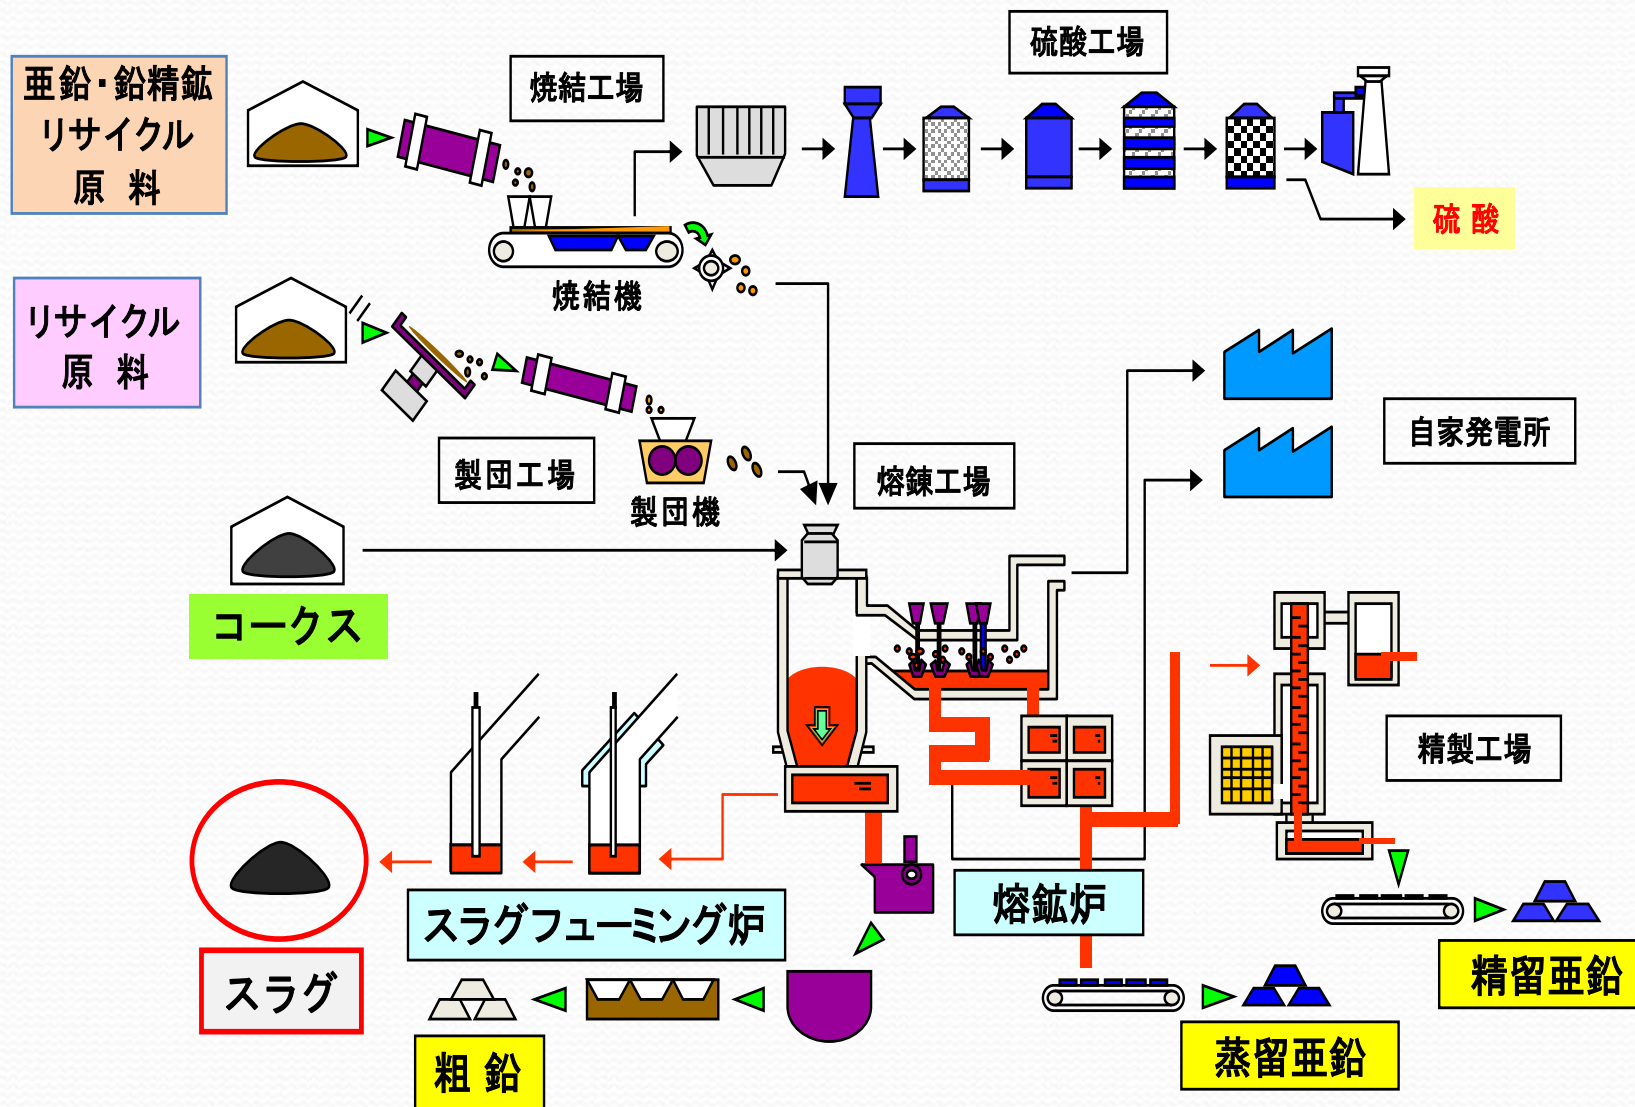 硫酸工場
亜鉛・鉛精鉱
リサイクル
原 料
焼結工場
硫 酸
焼結機
リサイクル
原 料
自家発電所
製団工場
熔錬工場
製団機
コークス
精製工場
熔鉱炉
スラグフューミング炉
スラグ
精留亜鉛
蒸留亜鉛
粗 鉛